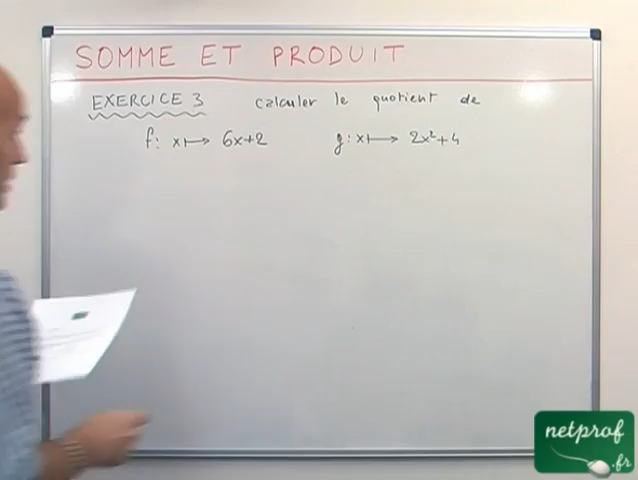 SOMME ET PRODUIT
EXERCICE 3 calculer le quotient de
f: x ↦ 6x+2 g: x ↦ 2x²+4
netprof
.fr